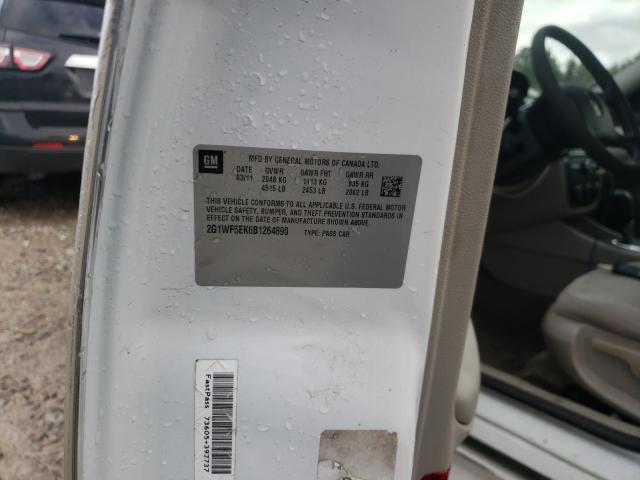 GM
MFD BY GENERAL MOTORS OF CANADA LTD.
DATE GVWR GAWR FRT GAWR RR
03/11 2048 KG 1113 KG 935 KG
4515 LB 2453 LB 2062 LB
THIS VEHICLE CONFORMS TO ALL APPLICABLE U.S. FEDERAL MOTOR
VEHICLE SAFETY, BUMPER, AND THEFT PREVENTION STANDARDS IN
EFFECT ON THE DATE OF MANUFACTURE SHOWN ABOVE.
2G1WF5EK6B1264890 TYPE: PASS CAR
FastPass 73605*397737